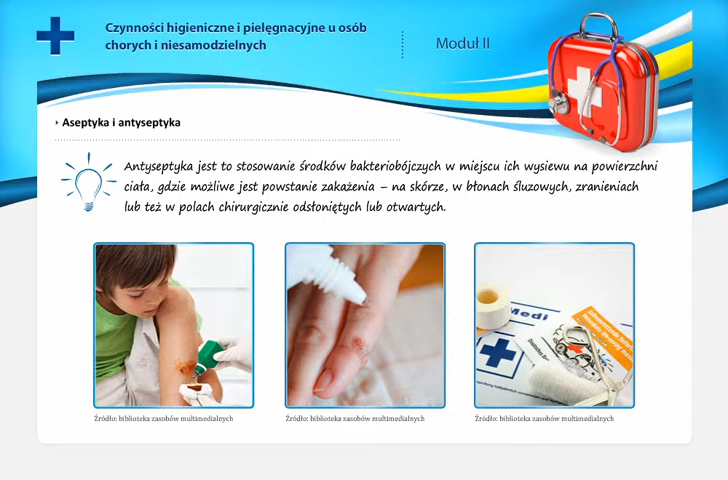 Czynności higieniczne i pielęgnacyjne u osób
chorych i niesamodzielnych
Moduł II
Aseptyka i antyseptyka
Antyseptyka jest to stosowanie środków bakteriobójczych w miejscu ich wysiewu na powierzchni
ciała, gdzie możliwe jest powstanie zakażenia – na skórze, w błonach śluzowych, zranieniach
lub też w polach chirurgicznie odsłoniętych lub otwartych.
Medi
Źródło: biblioteka zasobów multimedialnych
Źródło: biblioteka zasobów multimedialnych
Źródło: biblioteka zasobów multimedialnych